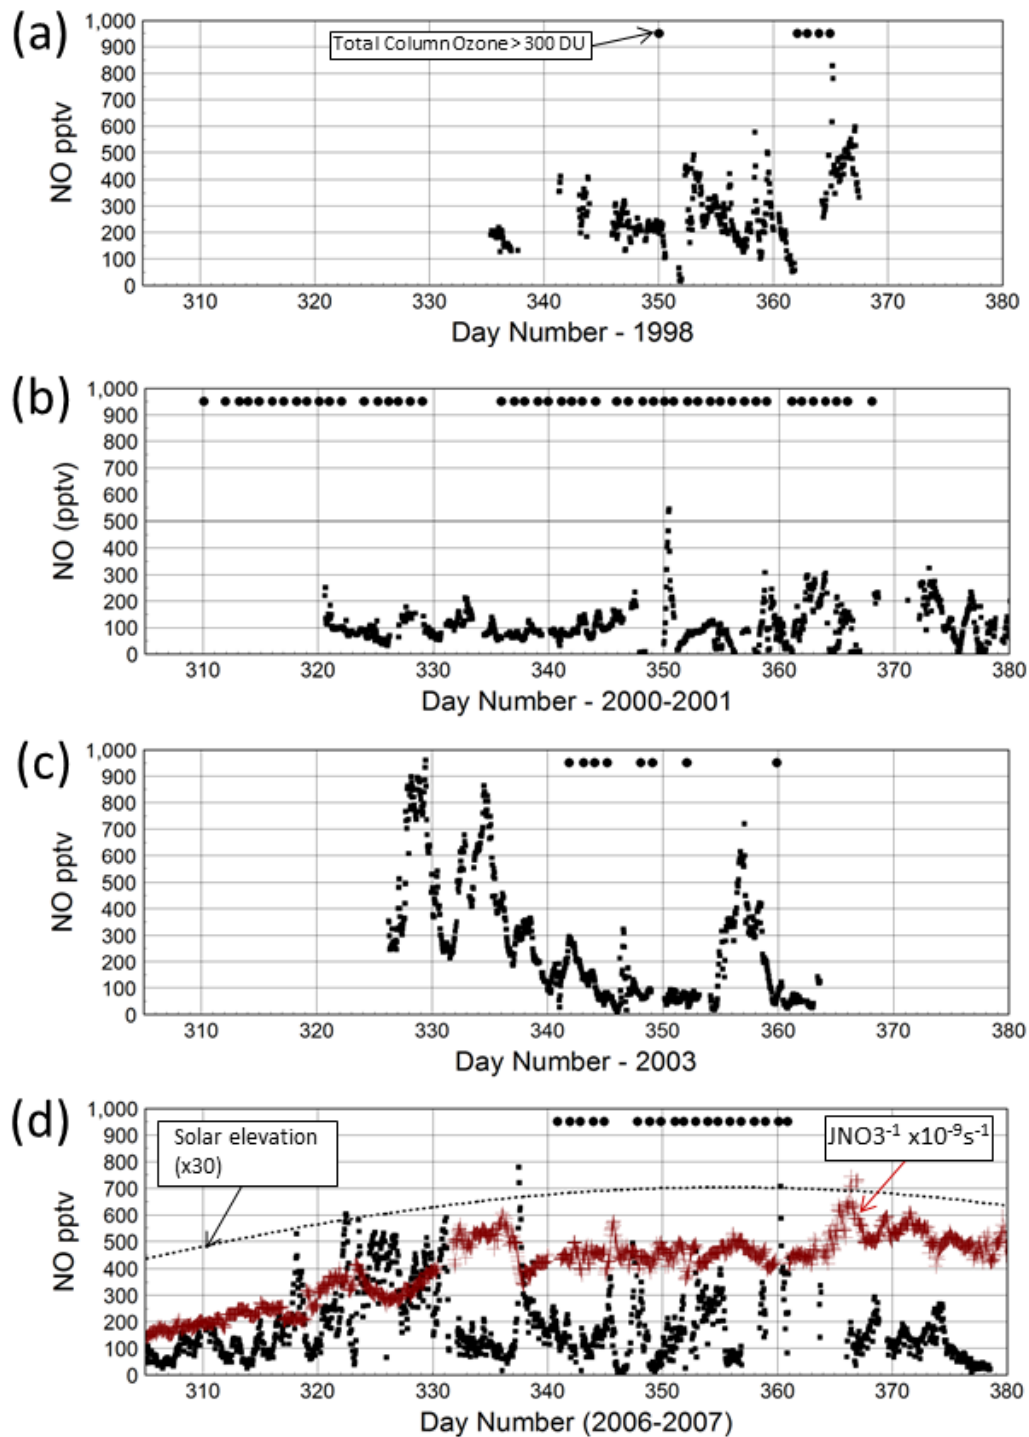 (a)
1,000
900
800
700
600
500
400
300
200
100
0
NO pptv
Total Column Ozone > 300 DU
310 320 330 340 350 360 370 380
Day Number - 1998
(b)
1,000
900
800
700
600
500
400
300
200
100
0
NO (pptv)
310 320 330 340 350 360 370 380
Day Number - 2000-2001
(c)
1,000
900
800
700
600
500
400
300
200
100
0
NO pptv
310 320 330 340 350 360 370 380
Day Number - 2003
(d)
1,000
900
800
700
600
500
400
300
200
100
0
NO pptv
Solar elevation
(x30)
JNO3⁻¹ x10⁻⁹s⁻¹
310 320 330 340 350 360 370 380
Day Number (2006-2007)